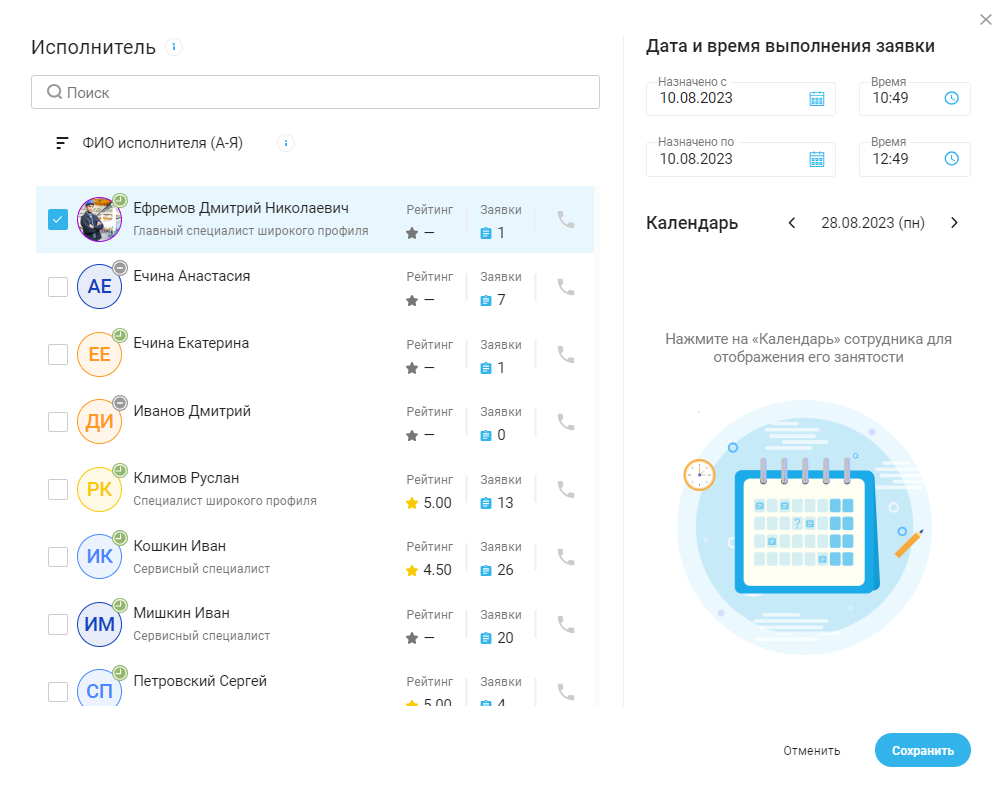 Исполнитель
Поиск
ФИО исполнителя (А-Я)
Ефремов Дмитрий Николаевич
Главный специалист широкого профиля
Рейтинг
—
Заявки
1
АЕ
Ечина Анастасия
Рейтинг
—
Заявки
7
ЕЕ
Ечина Екатерина
Рейтинг
—
Заявки
1
ДИ
Иванов Дмитрий
Рейтинг
—
Заявки
0
РК
Климов Руслан
Специалист широкого профиля
Рейтинг
5.00
Заявки
13
ИК
Кошкин Иван
Сервисный специалист
Рейтинг
4.50
Заявки
26
ИМ
Мишкин Иван
Сервисный специалист
Рейтинг
—
Заявки
20
СП
Петровский Сергей
Рейтинг
5.00
Заявки
4
Дата и время выполнения заявки
Назначено с
10.08.2023
Время
10:49
Назначено по
10.08.2023
Время
12:49
Календарь
28.08.2023 (пн)
Нажмите на «Календарь» сотрудника для
отображения его занятости
?
Отменить
Сохранить